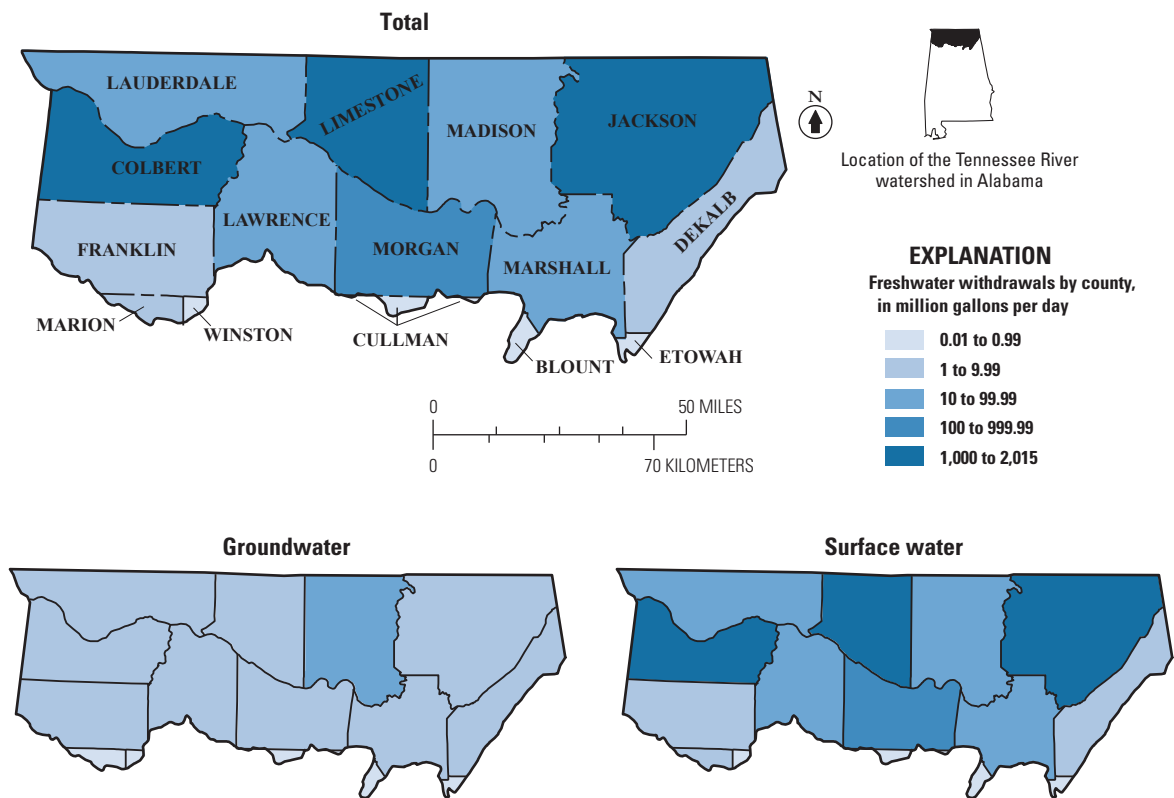 Total
LAUDERDALE
LIMESTONE
MADISON
JACKSON
COLBERT
LAWRENCE
FRANKLIN
MORGAN
MARSHALL
DEKALB
MARION
WINSTON
CULLMAN
BLOUNT
ETOWAH
N
Location of the Tennessee River
watershed in Alabama
EXPLANATION
Freshwater withdrawals by county,
in million gallons per day
0.01 to 0.99
1 to 9.99
10 to 99.99
100 to 999.99
1,000 to 2,015
0 50 MILES
0 70 KILOMETERS
Groundwater
Surface water